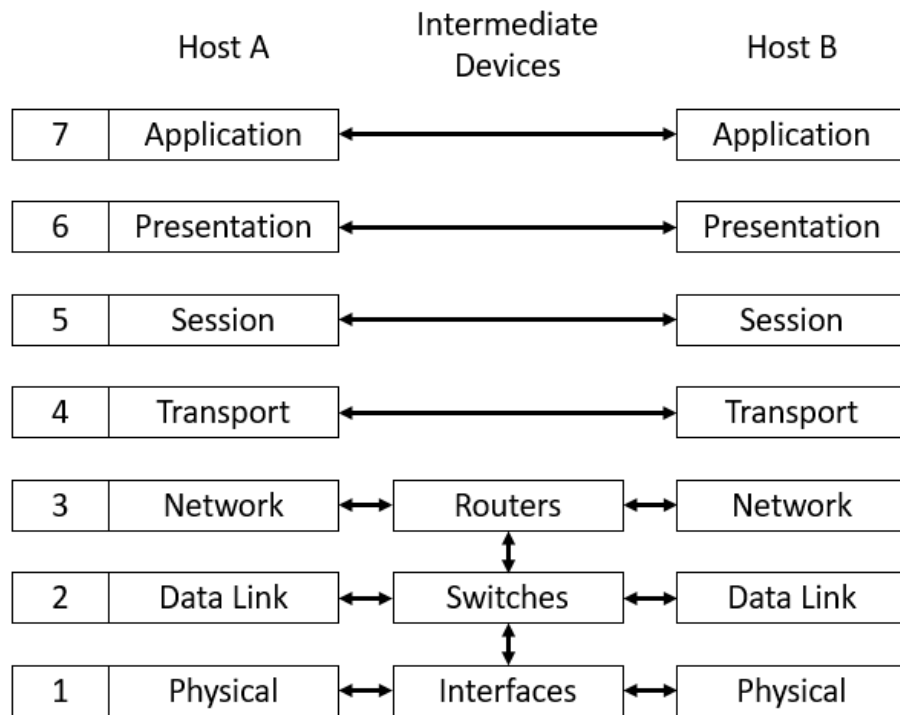 Host A
Intermediate
Devices
Host B
7 Application Application
6 Presentation Presentation
5 Session Session
4 Transport Transport
3 Network Routers Network
2 Data Link Switches Data Link
1 Physical Interfaces Physical